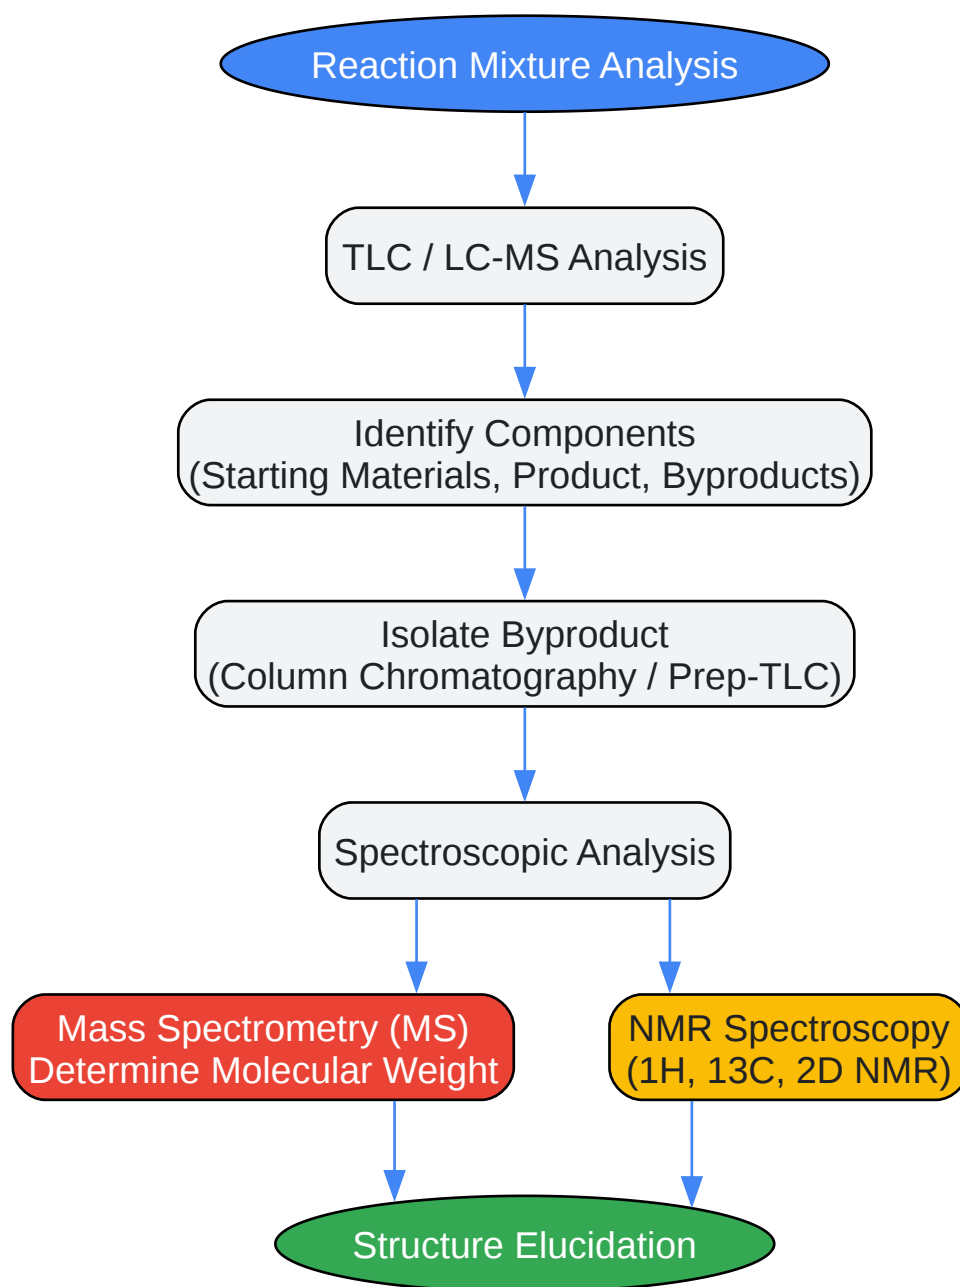 Reaction Mixture Analysis
TLC / LC-MS Analysis
Identify Components
(Starting Materials, Product, Byproducts)
Isolate Byproduct
(Column Chromatography / Prep-TLC)
Spectroscopic Analysis
Mass Spectrometry (MS)
Determine Molecular Weight
NMR Spectroscopy
(1H, 13C, 2D NMR)
Structure Elucidation